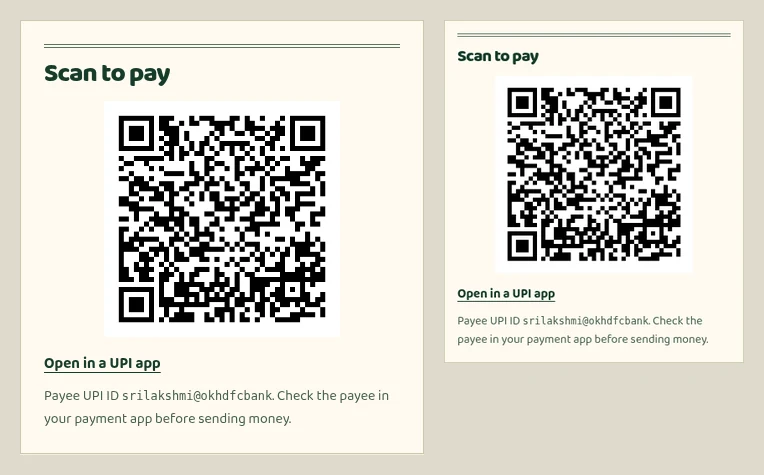 Scan to pay
Open in a UPI app
Payee UPI ID srilakshmi@okhdfcbank. Check the payee in
your payment app before sending money.
Scan to pay
Open in a UPI app
Payee UPI ID srilakshmi@okhdfcbank. Check the
payee in your payment app before sending money.